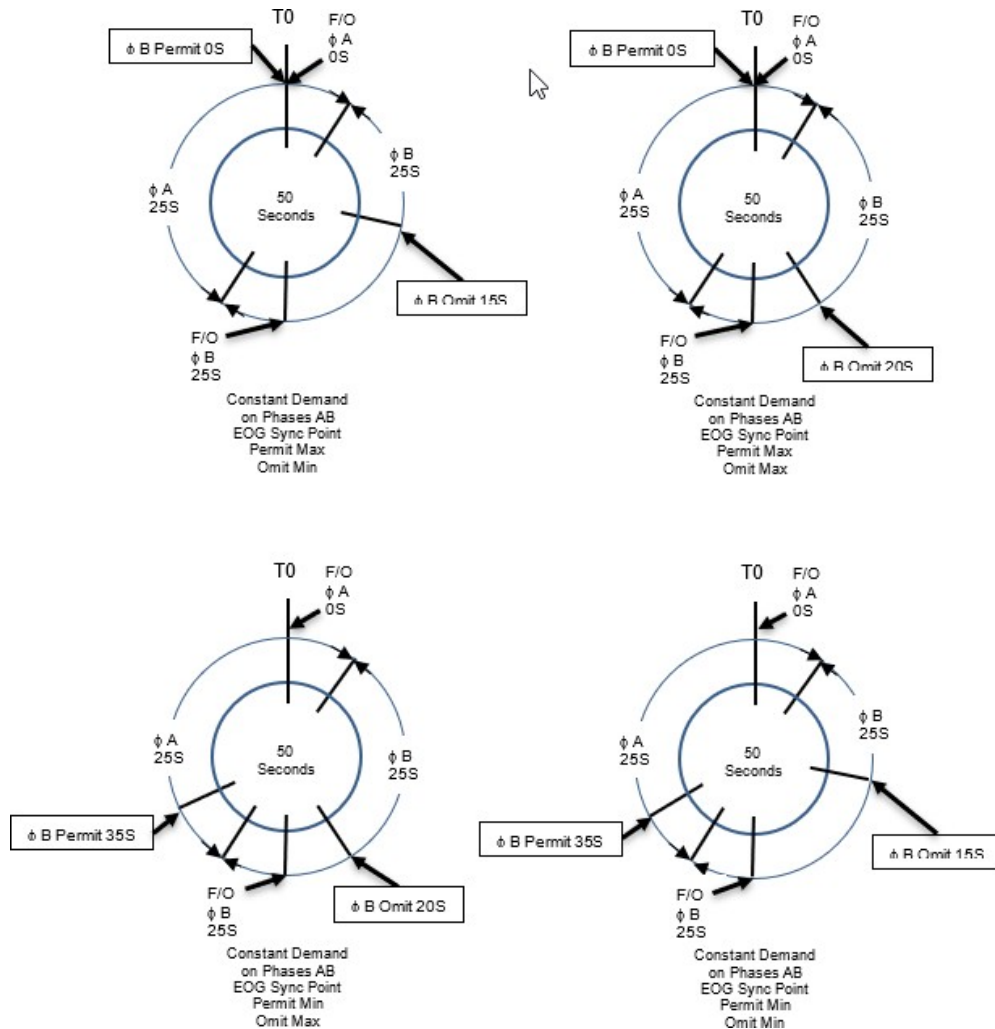 T0
F/O
ϕ A
0S
ϕ B Permit 0S
ϕ B
25S
ϕ A
25S
50
Seconds
ϕ B Omit 15S
F/O
ϕ B
25S
Constant Demand
on Phases AB
EOG Sync Point
Permit Max
Omit Min
T0
F/O
ϕ A
0S
ϕ B Permit 0S
ϕ A
25S
50
Seconds
ϕ B
25S
F/O
ϕ B
25S
ϕ B Omit 20S
Constant Demand
on Phases AB
EOG Sync Point
Permit Max
Omit Max
T0
F/O
ϕ A
0S
ϕ A
25S
50
Seconds
ϕ B
25S
ϕ B Permit 35S
F/O
ϕ B
25S
ϕ B Omit 20S
Constant Demand
on Phases AB
EOG Sync Point
Permit Min
Omit Max
T0
F/O
ϕ A
0S
ϕ B
25S
ϕ A
25S
50
Seconds
ϕ B Permit 35S
ϕ B Omit 15S
F/O
ϕ B
25S
Constant Demand
on Phases AB
EOG Sync Point
Permit Min
Omit Min